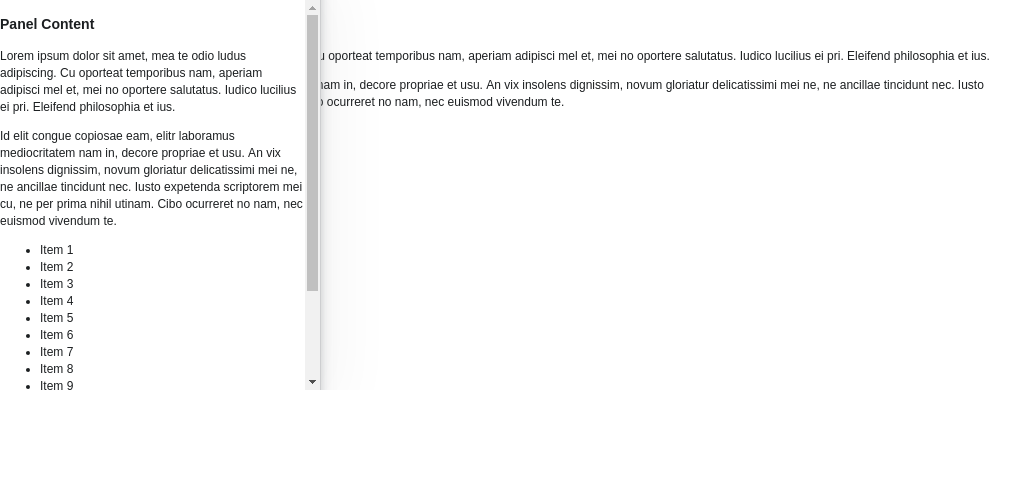 Panel Content
Lorem ipsum dolor sit amet, mea te odio ludus
adipiscing. Cu oporteat temporibus nam, aperiam
adipisci mel et, mei no oportere salutatus. Iudico lucilius
ei pri. Eleifend philosophia et ius.
Id elit congue copiosae eam, elitr laboramus
mediocritatem nam in, decore propriae et usu. An vix
insolens dignissim, novum gloriatur delicatissimi mei ne,
ne ancillae tincidunt nec. Iusto expetenda scriptorem mei
cu, ne per prima nihil utinam. Cibo ocurreret no nam, nec
euismod vivendum te.
• Item 1
• Item 2
• Item 3
• Item 4
• Item 5
• Item 6
• Item 7
• Item 8
• Item 9
oporteat temporibus nam, aperiam adipisci mel et, mei no oportere salutatus. Iudico lucilius ei pri. Eleifend philosophia et ius.
nam in, decore propriae et usu. An vix insolens dignissim, novum gloriatur delicatissimi mei ne, ne ancillae tincidunt nec. Iusto
ocurreret no nam, nec euismod vivendum te.